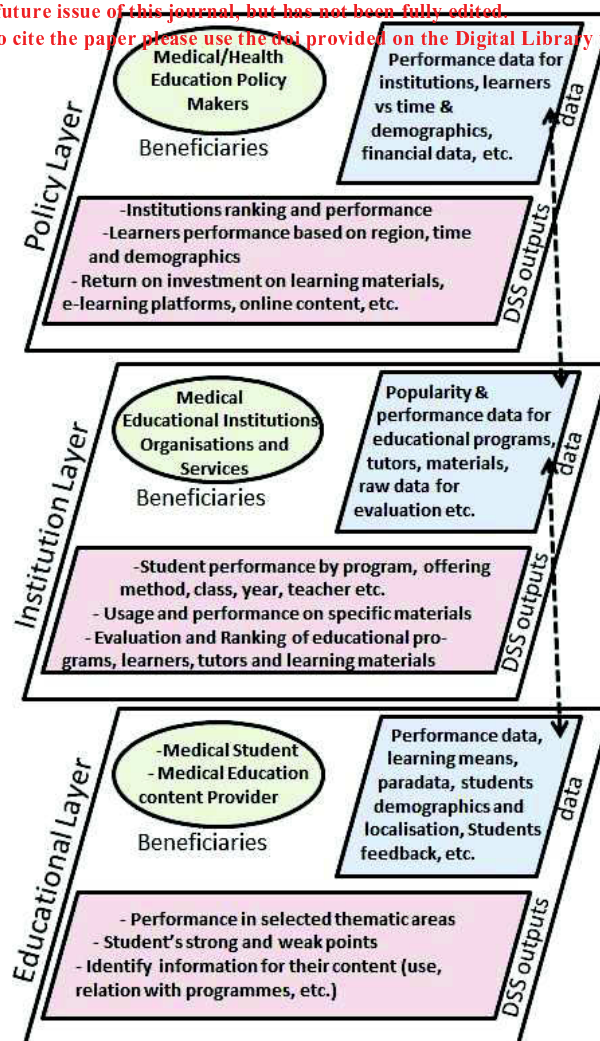 future issue of this journal, but has not been fully edited.
o cite the paper please use the doi provided on the Digital Library
Policy Layer
Medical/Health
Education Policy
Makers
Beneficiaries
Performance data for
institutions, learners
vs time &
demographics,
financial data, etc.
data
-Institutions ranking and performance
-Learners performance based on region, time
and demographics
- Return on investment on learning materials,
e-learning platforms, online content, etc.
DSS outputs
Institution Layer
Medical
Educational Institutions
Organisations and
Services
Beneficiaries
Popularity &
performance data for
educational programs,
tutors, materials,
raw data for
evaluation etc.
data
-Student performance by program, offering
method, class, year, teacher etc.
- Usage and performance on specific materials
- Evaluation and Ranking of educational pro-
grams, learners, tutors and learning materials
DSS outputs
Educational Layer
-Medical Student
- Medical Education
content Provider
Beneficiaries
Performance data,
learning means,
paradata, students
demographics and
localisation, Students
feedback, etc.
data
- Performance in selected thematic areas
- Student's strong and weak points
- Identify information for their content (use,
relation with programmes, etc.)
DSS outputs